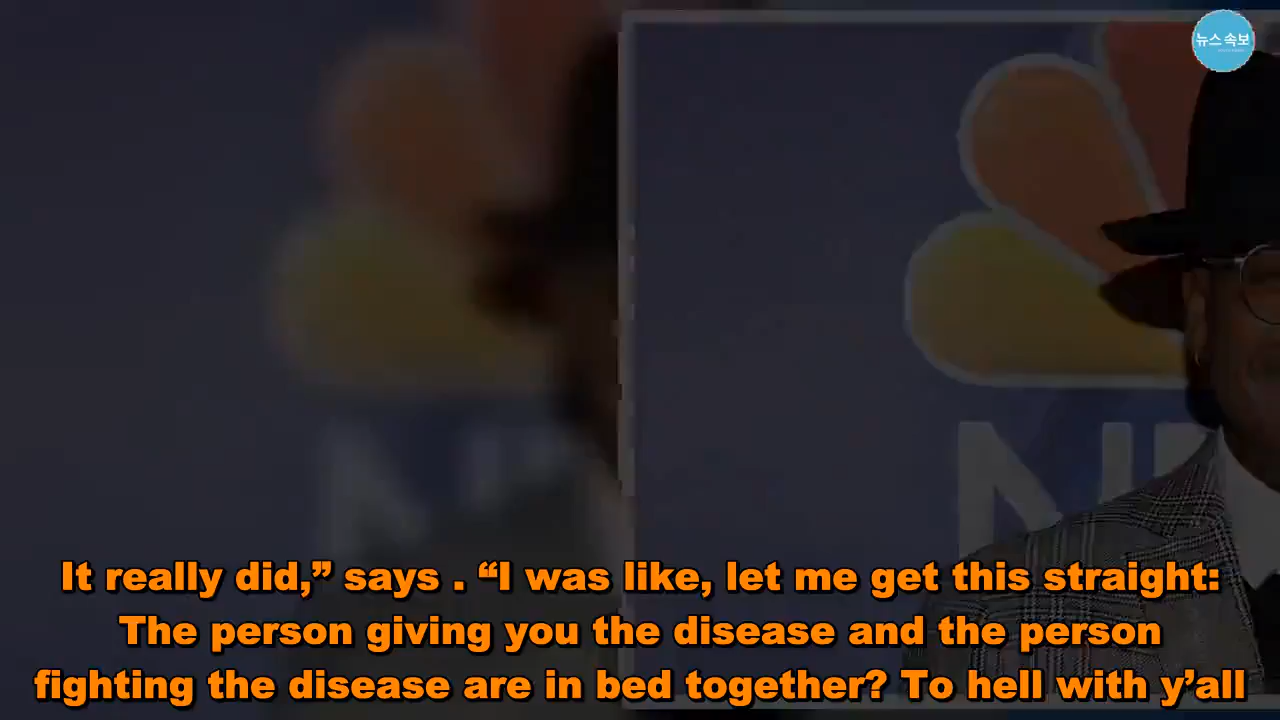 뉴스 속보
It really did,” says . “I was like, let me get this straight:
The person giving you the disease and the person
fighting the disease are in bed together? To hell with y’all